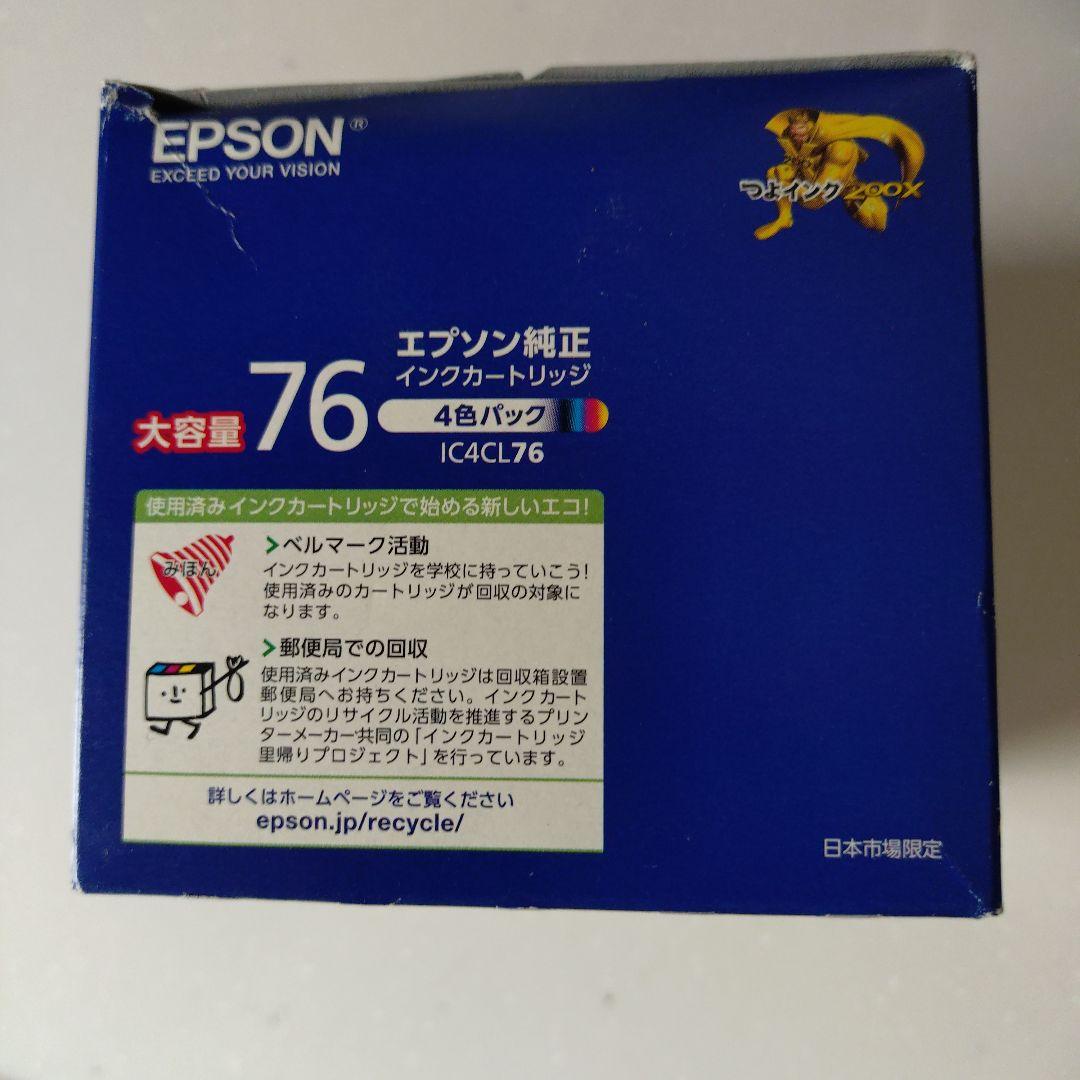 EPSON®
EXCEED YOUR VISION
つよインク200X
エプソン純正
インクカートリッジ
大容量 76 4色パック
IC4CL76
使用済みインクカートリッジで始める新しいエコ!
みほん
>ベルマーク活動
インクカートリッジを学校に持っていこう!
使用済みのカートリッジが回収の対象に
なります。
>郵便局での回収
使用済みインクカートリッジは回収箱設置
郵便局へお持ちください。インクカート
リッジのリサイクル活動を推進するプリン
ターメーカー共同の「インクカートリッジ
里帰りプロジェクト」を行っています。
詳しくはホームページをご覧ください
epson.jp/recycle/
日本市場限定